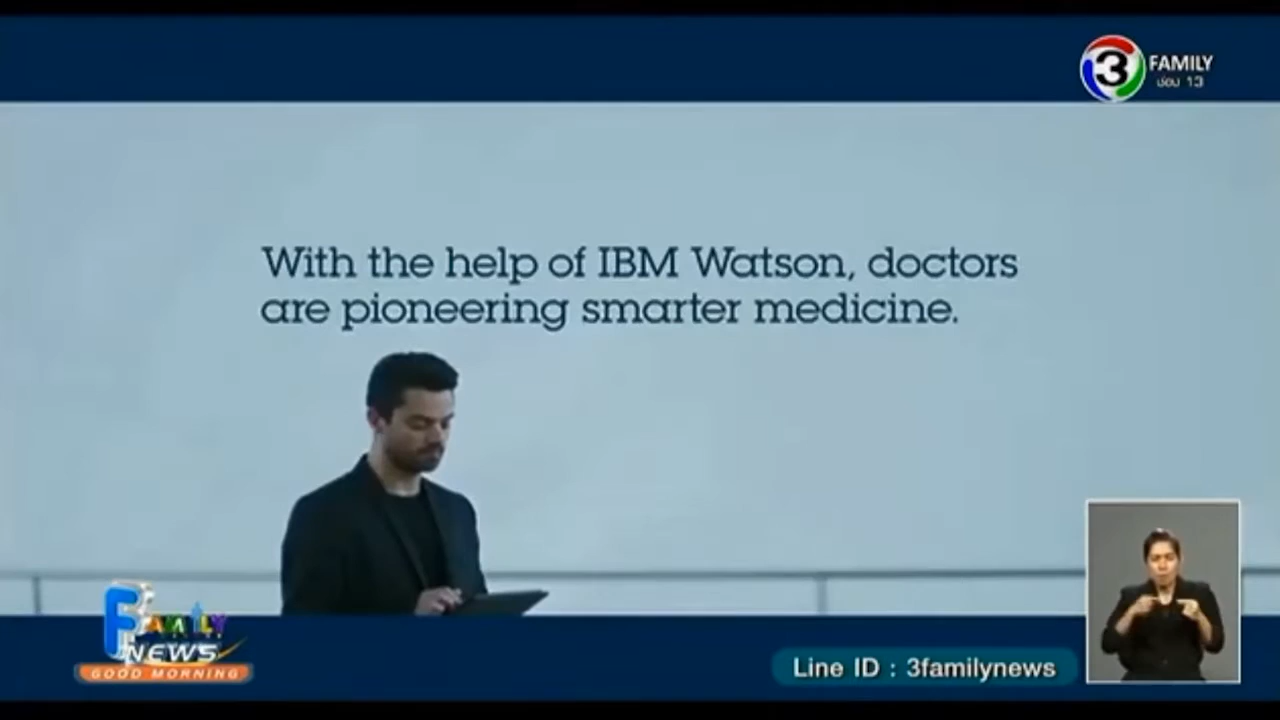 3 FAMILY
ช่อง 13
With the help of IBM Watson, doctors
are pioneering smarter medicine.
FAMILY
NEWS
GOOD MORNING
Line ID : 3familynews